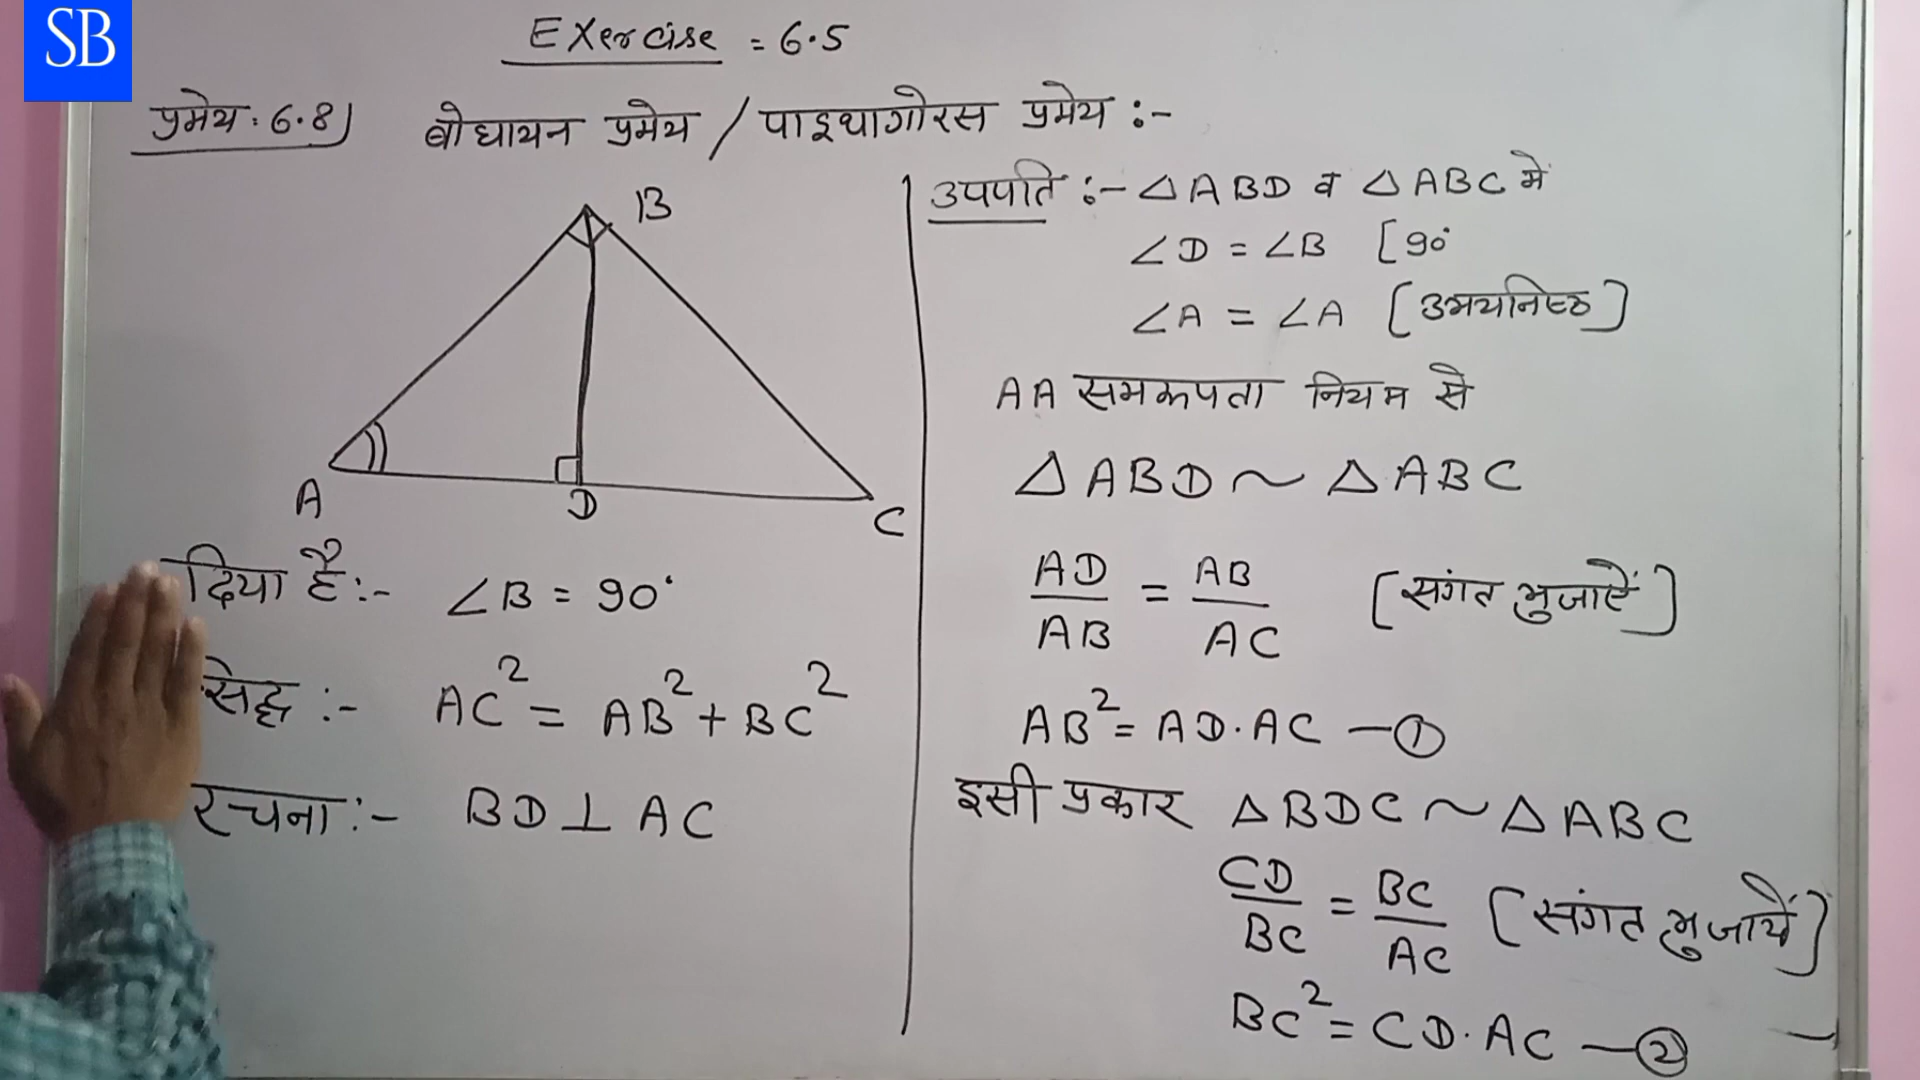 SB
Exercise = 6.5
प्रमेय: 6.8) बोधायन प्रमेय / पाइथागोरस प्रमेय :-
B
A
D
C
दिया है:- ∠B = 90°
सिद्ध :- AC² = AB² + BC²
रचना:- BD ⊥ AC
उपपति :- △ABD व △ABC में
∠D = ∠B [90°
∠A = ∠A [उभयनिष्ठ]
AA समरूपता नियम से
△ABD ~ △ABC
AD/AB = AB/AC [संगत भुजाऐं]
AB² = AD.AC —①
इसी प्रकार △BDC ~ △ABC
CD/BC = BC/AC [संगत भुजायें]
BC² = CD.AC —②